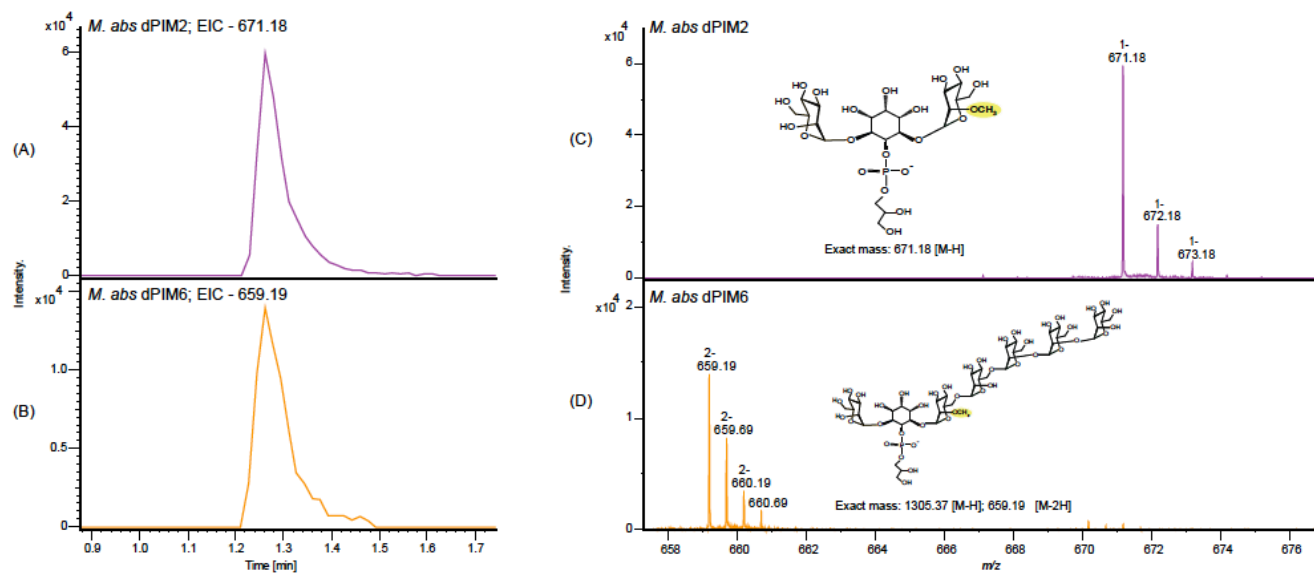 M. abs dPIM2; EIC - 671.18
x10⁴
6
4
2
0
(A)
M. abs dPIM6; EIC - 659.19
x10⁴
1.0
0.5
0
(B)
Intensity.
0.9 1.0 1.1 1.2 1.3 1.4 1.5 1.6 1.7
Time [min]
M. abs dPIM2
x10⁴
6
4
2
0
(C)
1-
671.18
1-
672.18
1-
673.18
OCH₃
Exact mass: 671.18 [M-H]
M. abs dPIM6
x10⁴
2
1
0
(D)
Intensity.
2-
659.19
2-
659.69
2-
660.19
660.69
Exact mass: 1305.37 [M-H]; 659.19 [M-2H]
658 660 662 664 666 668 670 672 674 676
m/z